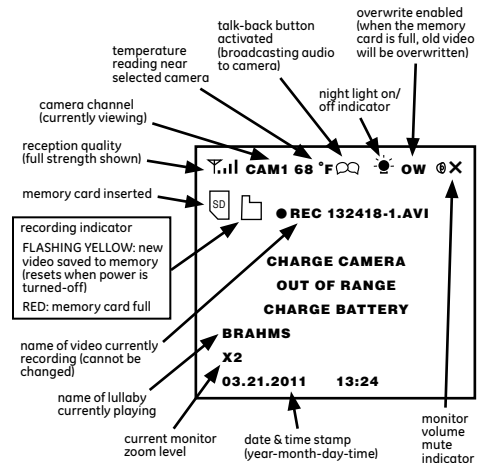 overwrite enabled
(when the memory
card is full, old video
will be overwritten)
talk-back button
activated
(broadcasting audio
to camera)
temperature
reading near
selected camera
night light on/
off indicator
camera channel
(currently viewing)
reception quality
(full strength shown)
memory card inserted
recording indicator
FLASHING YELLOW: new
video saved to memory
(resets when power is
turned-off)
RED: memory card full
name of video currently
recording (cannot be
changed)
name of lullaby
currently playing
current monitor
zoom level
date & time stamp
(year-month-day-time)
monitor
volume
mute
indicator
CAM1 68 °F OW
SD
REC 132418-1.AVI
CHARGE CAMERA
OUT OF RANGE
CHARGE BATTERY
BRAHMS
X2
03.21.2011 13:24